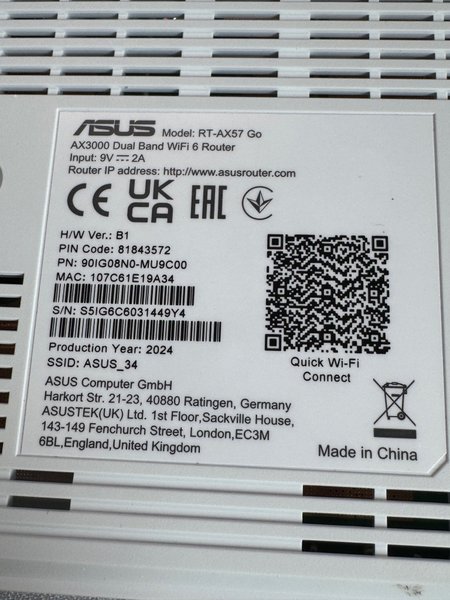 ASUS Model: RT-AX57 Go
AX3000 Dual Band WiFi 6 Router
Input: 9V⎓2A
Router IP address: http://www.asusrouter.com
CE UK CA EAC
H/W Ver.: B1
PIN Code: 81843572
PN: 90IG08N0-MU9C00
MAC: 107C61E19A34
S/N: S5IG6C6031449Y4
Production Year: 2024
SSID: ASUS_34
Quick Wi-Fi
Connect
ASUS Computer GmbH
Harkort Str. 21-23, 40880 Ratingen, Germany
ASUSTEK(UK) Ltd. 1st Floor,Sackville House,
143-149 Fenchurch Street, London,EC3M
6BL,England,United Kingdom
Made in China